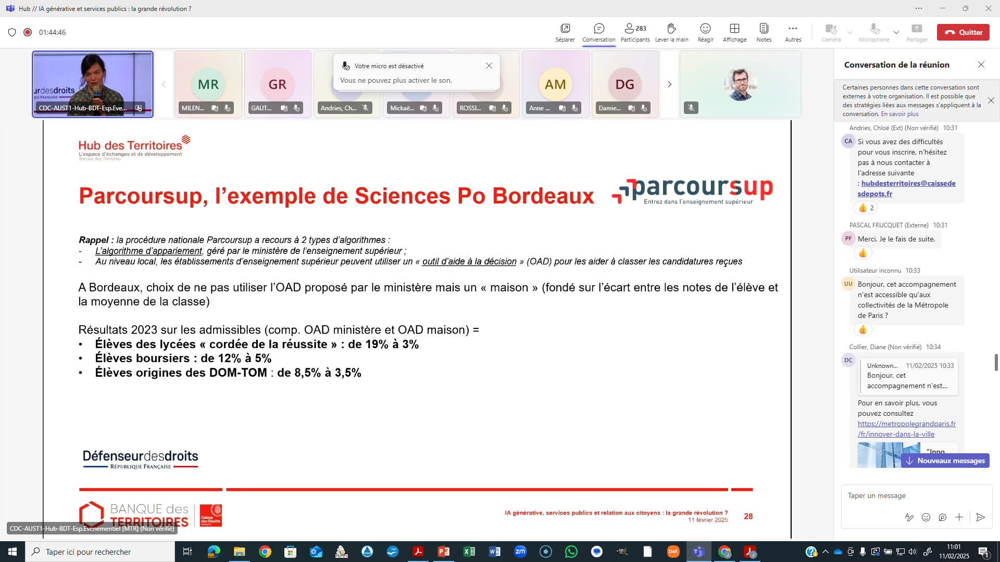 Hub // IA générative et services publics : la grande révolution ?
01:44:46
Séparer
Conversation
283
Participants
Lever la main
Réagir
Affichage
Notes
Autres
Caméra
Microphone
Partager
Quitter
urdesdroits
QUE FRANÇAISE
CDC-AUST1-Hub-BDT-Esp.Eve...
MR
MILEN...
GR
GAUT...
Andries, Ch...
Mickaë...
ROSSI...
AM
Anne ...
DG
Damie...
Votre micro est désactivé
Vous ne pouvez plus activer le son.
Hub des Territoires
L'espace d'échanges et de développement
Banque des Territoires
Parcoursup, l'exemple de Sciences Po Bordeaux
parcoursup
Entrez dans l'enseignement supérieur
Rappel : la procédure nationale Parcoursup a recours à 2 types d'algorithmes :
- L'algorithme d'appariement, géré par le ministère de l'enseignement supérieur ;
- Au niveau local, les établissements d'enseignement supérieur peuvent utiliser un « outil d'aide à la décision » (OAD) pour les aider à classer les candidatures reçues
A Bordeaux, choix de ne pas utiliser l'OAD proposé par le ministère mais un « maison » (fondé sur l'écart entre les notes de l'élève et
la moyenne de la classe)
Résultats 2023 sur les admissibles (comp. OAD ministère et OAD maison) =
• Élèves des lycées « cordée de la réussite » : de 19% à 3%
• Élèves boursiers : de 12% à 5%
• Élèves origines des DOM-TOM : de 8,5% à 3,5%
Défenseurdesdroits
RÉPUBLIQUE FRANÇAISE
BANQUE des
TERRITOIRES
Caisse
des Dépôts
GROUPE
IA générative, services publics et relation aux citoyens : la grande révolution ?
11 février 2025
28
CDC-AUST1-Hub-BDT-Esp.Evenementiel [MTR] (Non vérifié)
Conversation de la réunion
Certaines personnes dans cette conversation sont
externes à votre organisation. Il est possible que
des stratégies liées aux messages s'appliquent à la
conversation. En savoir plus
Andries, Chloé (Ext) (Non vérifié) 10:31
CA
Si vous avez des difficultés
pour vous inscrire, n'hésitez
pas à nous contacter à
l'adresse suivante
: hubdesterritoires@caissede
sdepots.fr
2
PASCAL FRUCQUET (Externe) 10:31
PF
Merci. Je le fais de suite.
Utilisateur inconnu 10:33
UU
Bonjour, cet accompagnement
n'est accessible qu'aux
collectivités de la Métropole
de Paris ?
Collier, Diane (Non vérifié) 10:34
DC
Unknown... 11/02/2025 10:33
Bonjour, cet
accompagnement n'est...
Pour en savoir plus, vous
pouvez consultez
https://metropolegrandparis.fr
/fr/innover-dans-la-ville
"Inno
Nouveaux messages
Taper un message
Taper ici pour rechercher
zm
DeX
11:01
11/02/2025
1